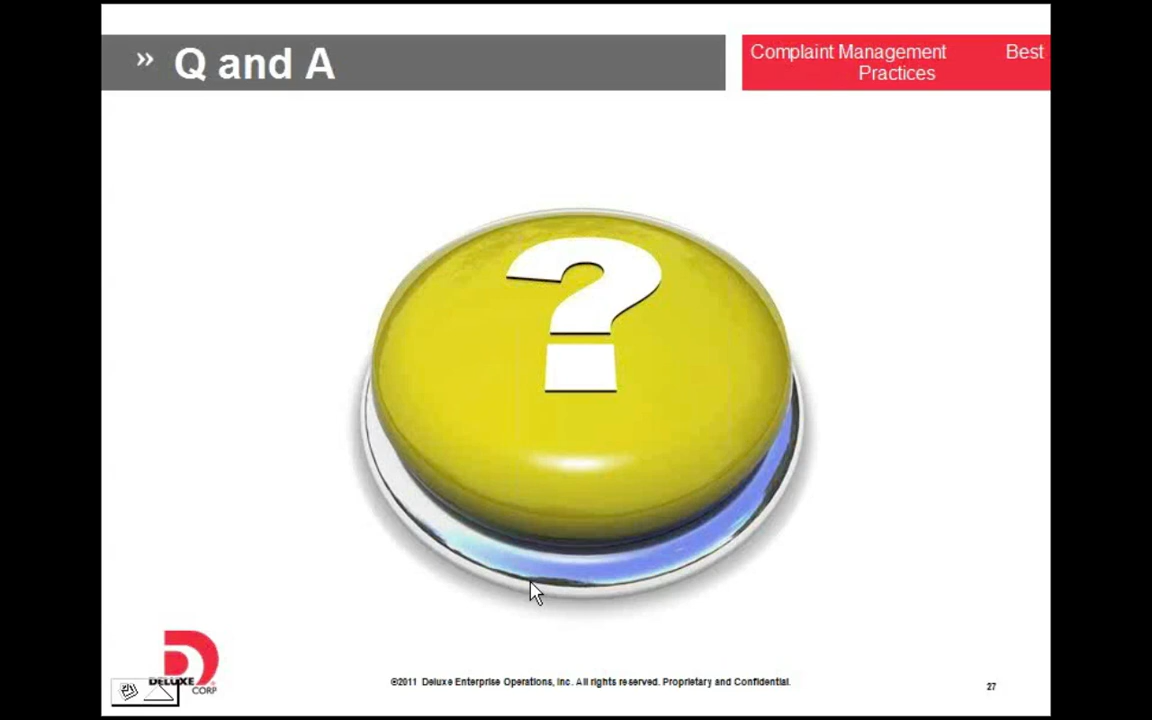 » Q and A
Complaint Management Best
Practices
?
DELUXE
CORP
©2011 Deluxe Enterprise Operations, Inc. All rights reserved. Proprietary and Confidential.
27